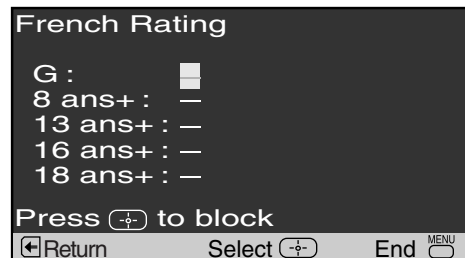 French Rating
G : –
8 ans+ : –
13 ans+ : –
16 ans+ : –
18 ans+ : –
Press to block
Return Select End MENU